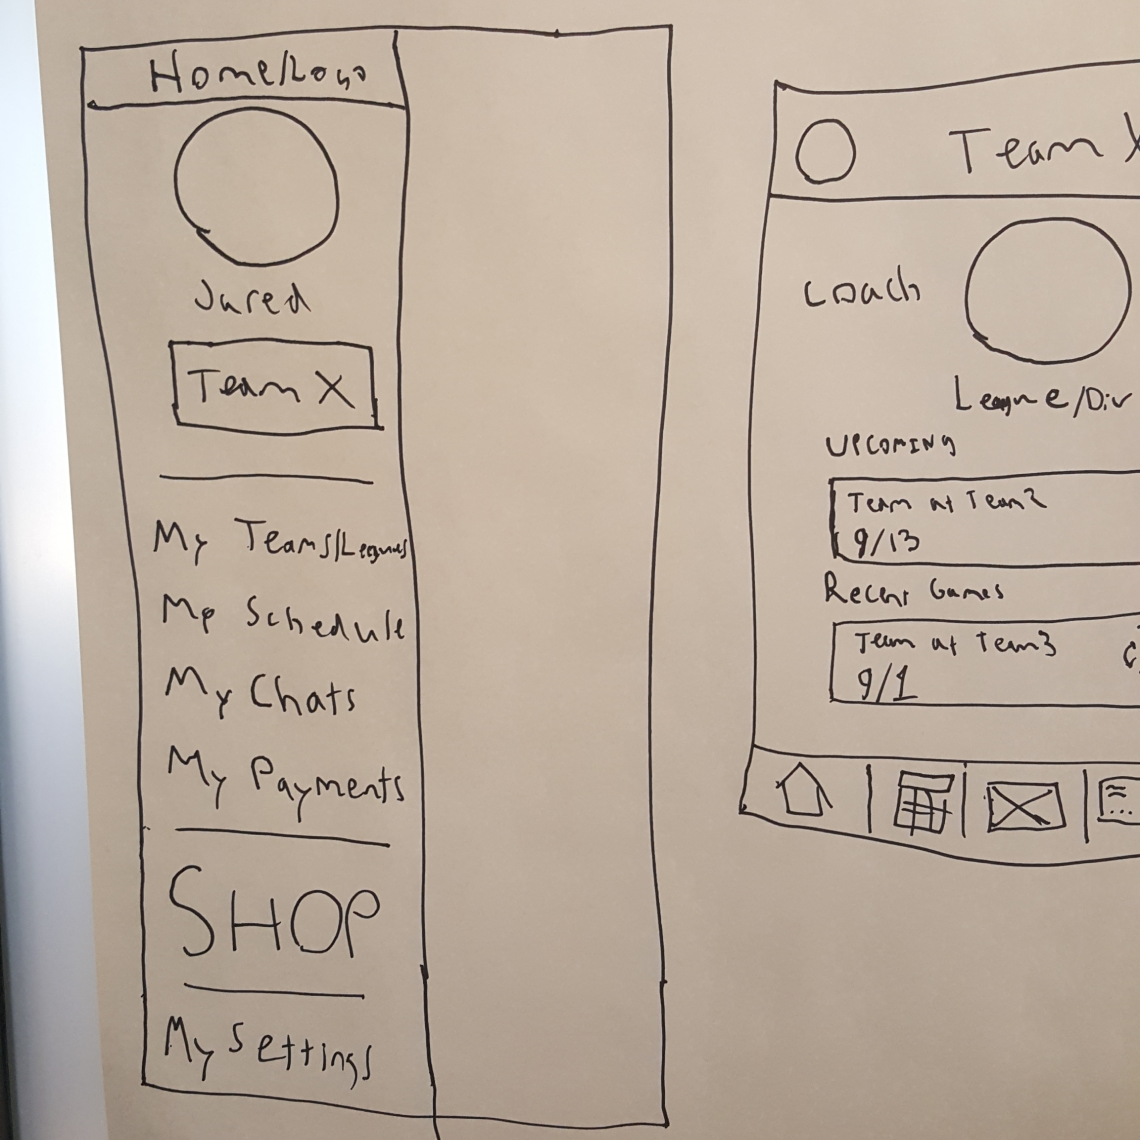 Home/Logo
Jared
Team X
My Teams/Leagues
My Schedule
My Chats
My Payments
SHOP
My Settings
Team X
Coach
League/Div
UPCOMING
Team at Team2
9/13
Recent Games
Team at Team3
9/1